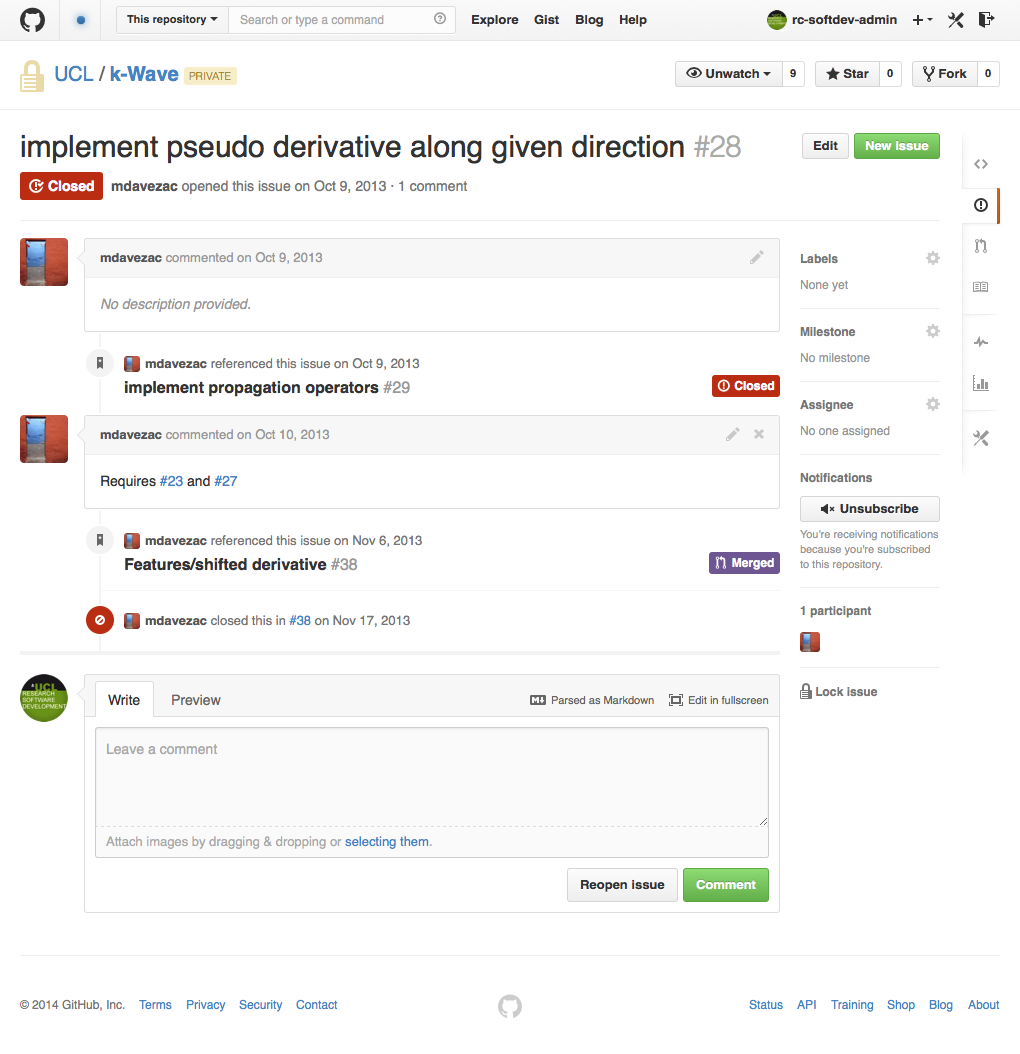 This repository Search or type a command Explore Gist Blog Help rc-softdev-admin
UCL / k-Wave PRIVATE Unwatch 9 Star 0 Fork 0
implement pseudo derivative along given direction #28 Edit New issue
Closed mdavezac opened this issue on Oct 9, 2013 · 1 comment
mdavezac commented on Oct 9, 2013
No description provided.
mdavezac referenced this issue on Oct 9, 2013
implement propagation operators #29 Closed
mdavezac commented on Oct 10, 2013
Requires #23 and #27
mdavezac referenced this issue on Nov 6, 2013
Features/shifted derivative #38 Merged
mdavezac closed this in #38 on Nov 17, 2013
Labels
None yet
Milestone
No milestone
Assignee
No one assigned
Notifications
Unsubscribe
You're receiving notifications
because you're subscribed
to this repository.
1 participant
Lock issue
UCL
RESEARCH
SOFTWARE
DEVELOPMENT
Write Preview Parsed as Markdown Edit in fullscreen
Leave a comment
Attach images by dragging & dropping or selecting them.
Reopen issue Comment
© 2014 GitHub, Inc. Terms Privacy Security Contact Status API Training Shop Blog About